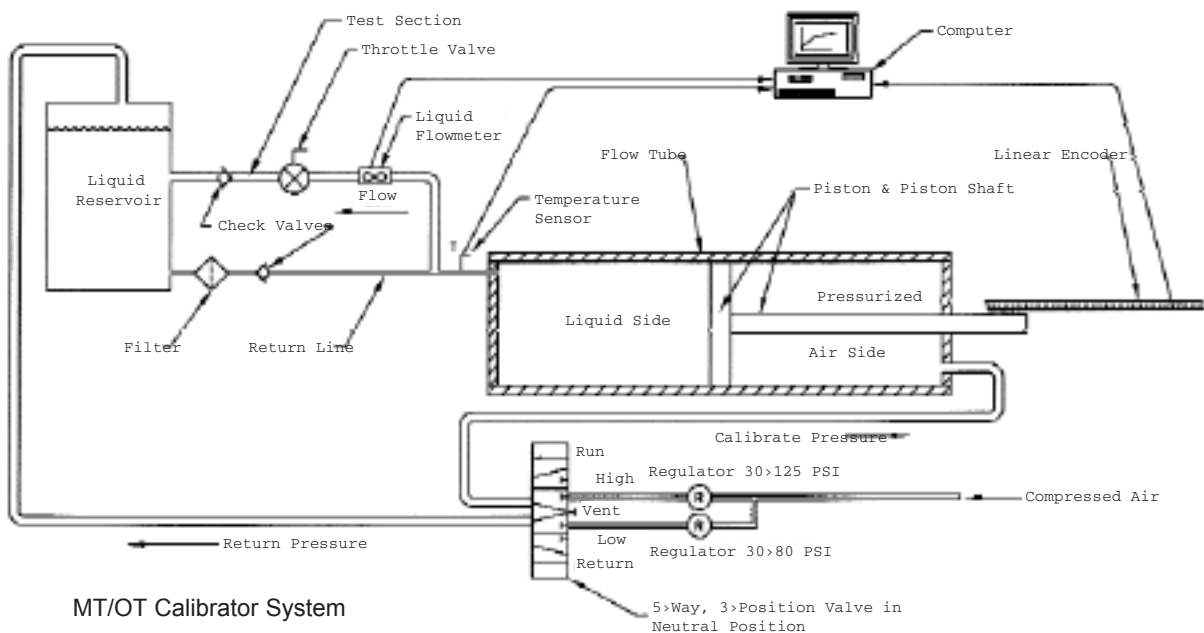 Test Section
Throttle Valve
Computer
Liquid
Flowmeter
Flow Tube
Linear Encoder
Liquid
Reservoir
Piston & Piston Shaft
Flow
Temperature
Sensor
Check Valves
T
Pressurized
Liquid Side
Filter
Return Line
Air Side
Calibrate Pressure
Run
High
Regulator 30›125 PSI
R
Compressed Air
Vent
R
Return Pressure
Low
Regulator 30›80 PSI
Return
MT/OT Calibrator System
5›Way, 3›Position Valve in
Neutral Position